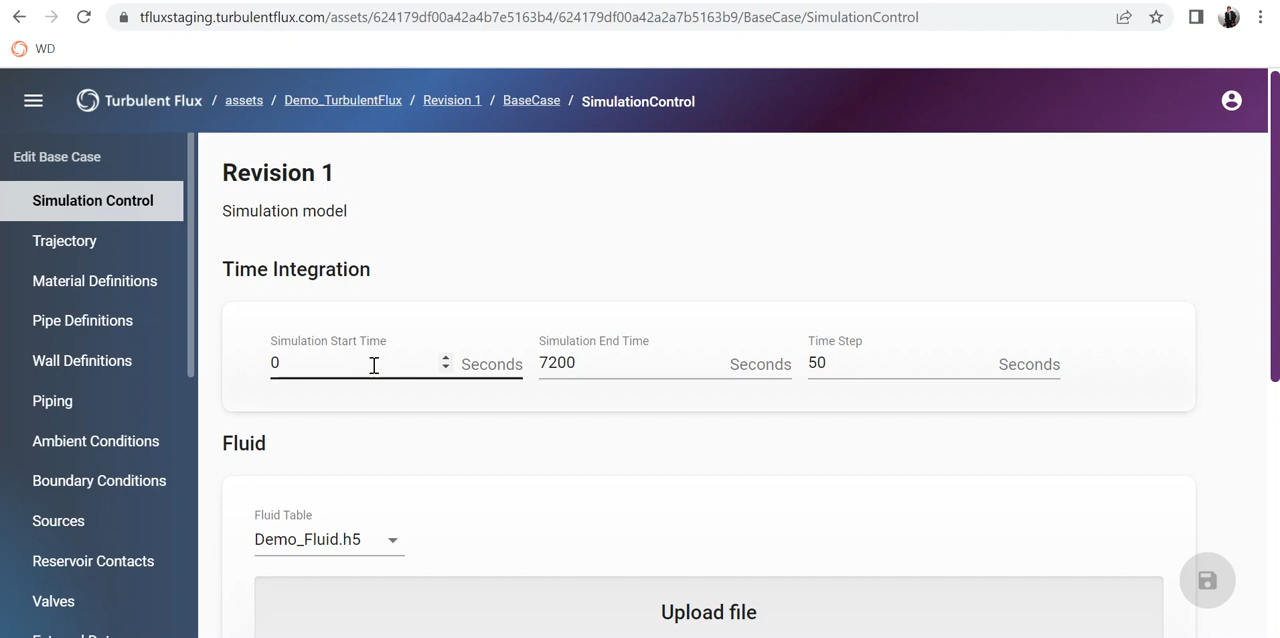 tfluxstaging.turbulentflux.com/assets/624179df00a42a4b7e5163b4/624179df00a42a2a7b5163b9/BaseCase/SimulationControl
WD
Turbulent Flux / assets / Demo_TurbulentFlux / Revision 1 / BaseCase / SimulationControl
Edit Base Case
Simulation Control
Trajectory
Material Definitions
Pipe Definitions
Wall Definitions
Piping
Ambient Conditions
Boundary Conditions
Sources
Reservoir Contacts
Valves
Revision 1
Simulation model
Time Integration
Simulation Start Time
0 Seconds
Simulation End Time
7200 Seconds
Time Step
50 Seconds
Fluid
Fluid Table
Demo_Fluid.h5
Upload file